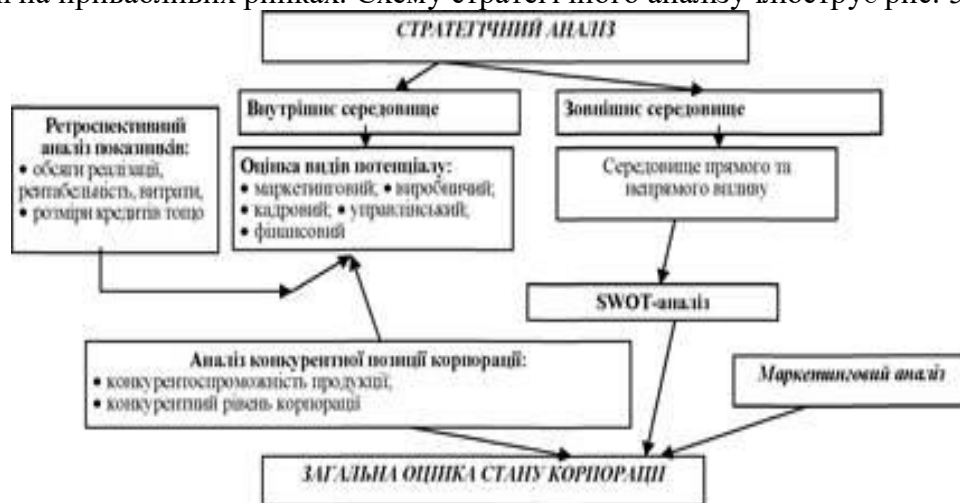 на привабливих ринках. Схему стратегічного аналізу ілюструє рис.
СТРАТЕГІЧНИЙ АНАЛІЗ
Внутрішнє середовище
Зовнішнє середовище
Ретроспективний
аналіз показників:
• обсяги реалізації,
рентабельність, витрати,
• розміри кредитів тощо
Оцінка видів потенціалу:
• маркетинговий; • виробничий;
• кадровий; • управлінський;
• фінансовий
Середовище прямого та
непрямого впливу
SWOT-аналіз
Аналіз конкурентної позиції корпорації:
• конкурентоспроможність продукції;
• конкурентний рівень корпорації
Маркетинговий аналіз
ЗАГАЛЬНА ОЦІНКА СТАНУ КОРПОРАЦІЇ